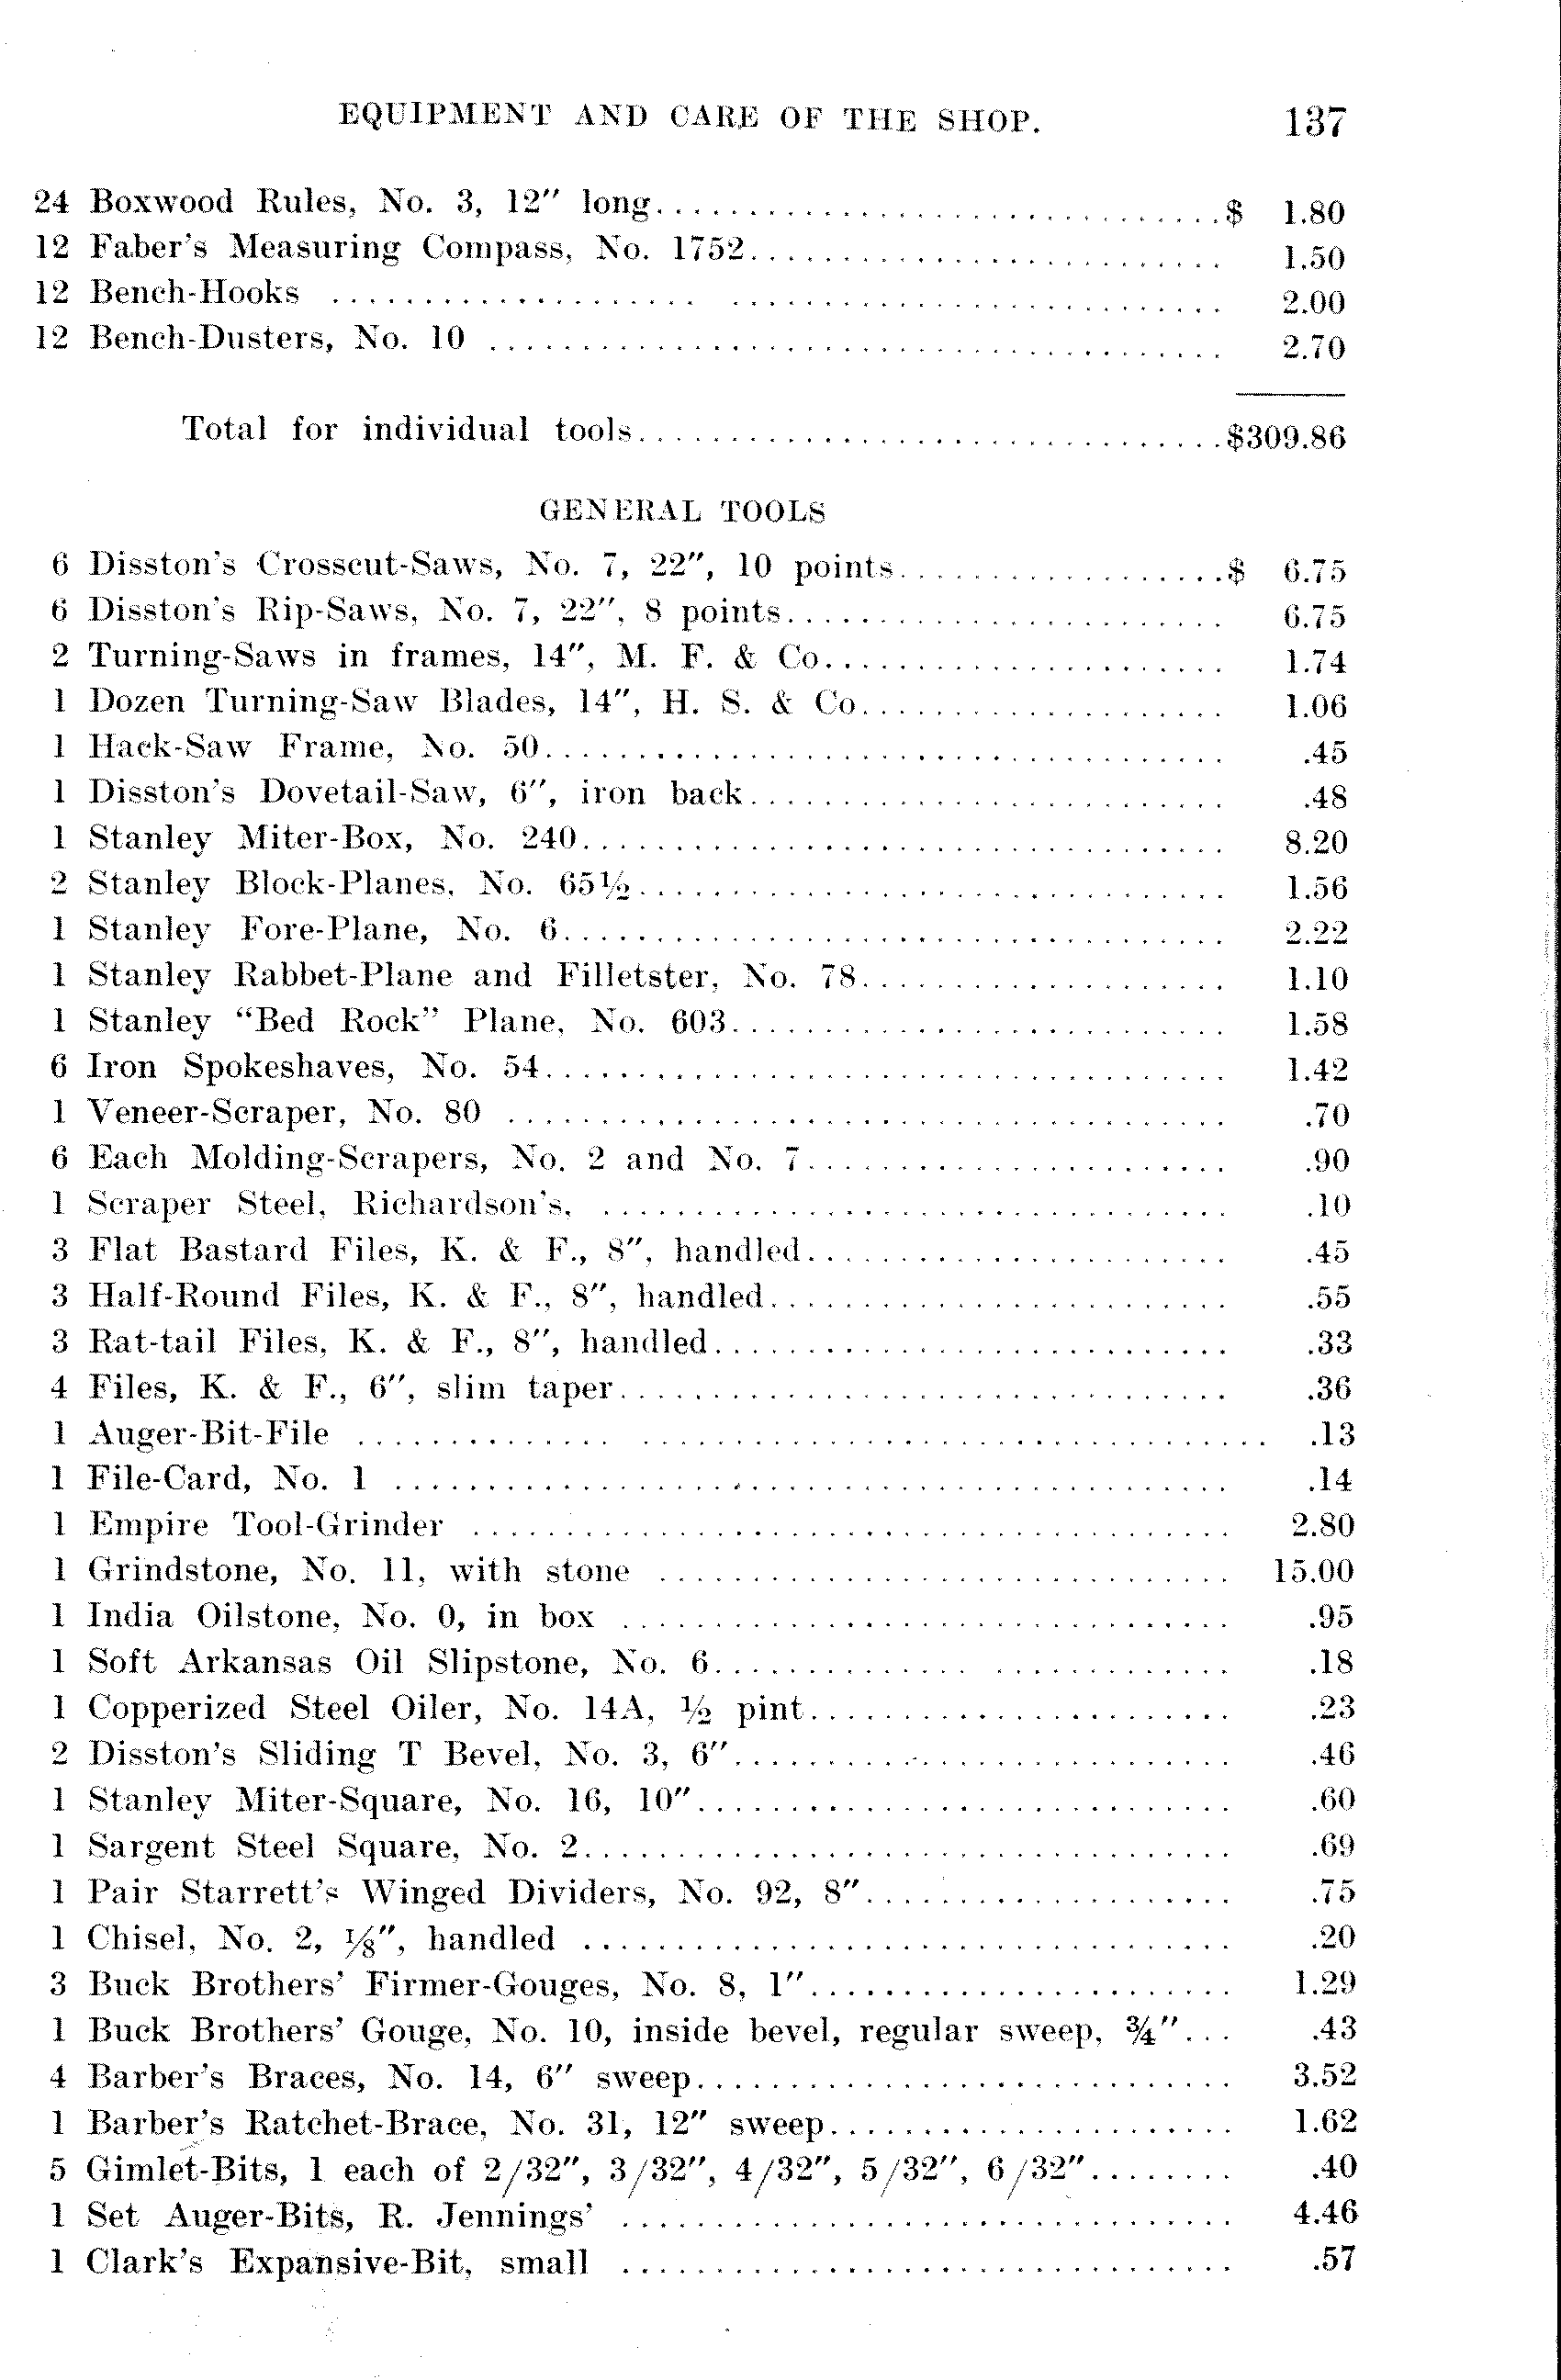 EQUIPMENT AND CARE OF THE SHOP. 137
24 Boxwood Rules, No. 3, 12″ long...............................$ 1.80
12 Faber's Measuring Compass, No. 1752.......................... 1.50
12 Bench-Hooks ............................................... 2.00
12 Bench-Dusters, No. 10 ........................................ 2.70
Total for individual tools................................$309.86
GENERAL TOOLS
6 Disston's Crosscut-Saws, No. 7, 22″, 10 points..................$ 6.75
6 Disston's Rip-Saws, No. 7, 22″, 8 points........................ 6.75
2 Turning-Saws in frames, 14″, M. F. & Co...................... 1.74
1 Dozen Turning-Saw Blades, 14″, H. S. & Co.................... 1.06
1 Hack-Saw Frame, No. 50..................................... .45
1 Disston's Dovetail-Saw, 6″, iron back.......................... .48
1 Stanley Miter-Box, No. 240................................... 8.20
2 Stanley Block-Planes, No. 65½................................ 1.56
1 Stanley Fore-Plane, No. 6.................................... 2.22
1 Stanley Rabbet-Plane and Filletster, No. 78.................... 1.10
1 Stanley “Bed Rock” Plane, No. 603........................... 1.58
6 Iron Spokeshaves, No. 54..................................... 1.42
1 Veneer-Scraper, No. 80 ....................................... .70
6 Each Molding-Scrapers, No. 2 and No. 7....................... .90
1 Scraper Steel, Richardson's, .................................. .10
3 Flat Bastard Files, K. & F., 8″, handled....................... .45
3 Half-Round Files, K. & F., 8″, handled......................... .55
3 Rat-tail Files, K. & F., 8″, handled............................ .33
4 Files, K. & F., 6″, slim taper................................. .36
1 Auger-Bit-File ................................................ .13
1 File-Card, No. 1 ............................................. .14
1 Empire Tool-Grinder ......................................... 2.80
1 Grindstone, No. 11, with stone ............................... 15.00
1 India Oilstone, No. 0, in box ................................. .95
1 Soft Arkansas Oil Slipstone, No. 6............................ .18
1 Copperized Steel Oiler, No. 14A, ½ pint....................... .23
2 Disston's Sliding T Bevel, No. 3, 6″........................... .46
1 Stanley Miter-Square, No. 16, 10″............................. .60
1 Sargent Steel Square, No. 2................................... .69
1 Pair Starrett's Winged Dividers, No. 92, 8″.................... .75
1 Chisel, No. 2, ⅛″, handled ................................... .20
3 Buck Brothers' Firmer-Gouges, No. 8, 1″....................... 1.29
1 Buck Brothers' Gouge, No. 10, inside bevel, regular sweep, ¾″... .43
4 Barber's Braces, No. 14, 6″ sweep............................. 3.52
1 Barber's Ratchet-Brace, No. 31, 12″ sweep...................... 1.62
5 Gimlet-Bits, 1 each of 2/32″, 3/32″, 4/32″, 5/32″, 6/32″........ .40
1 Set Auger-Bits, R. Jennings' ................................. 4.46
1 Clark's Expansive-Bit, small ................................. .57